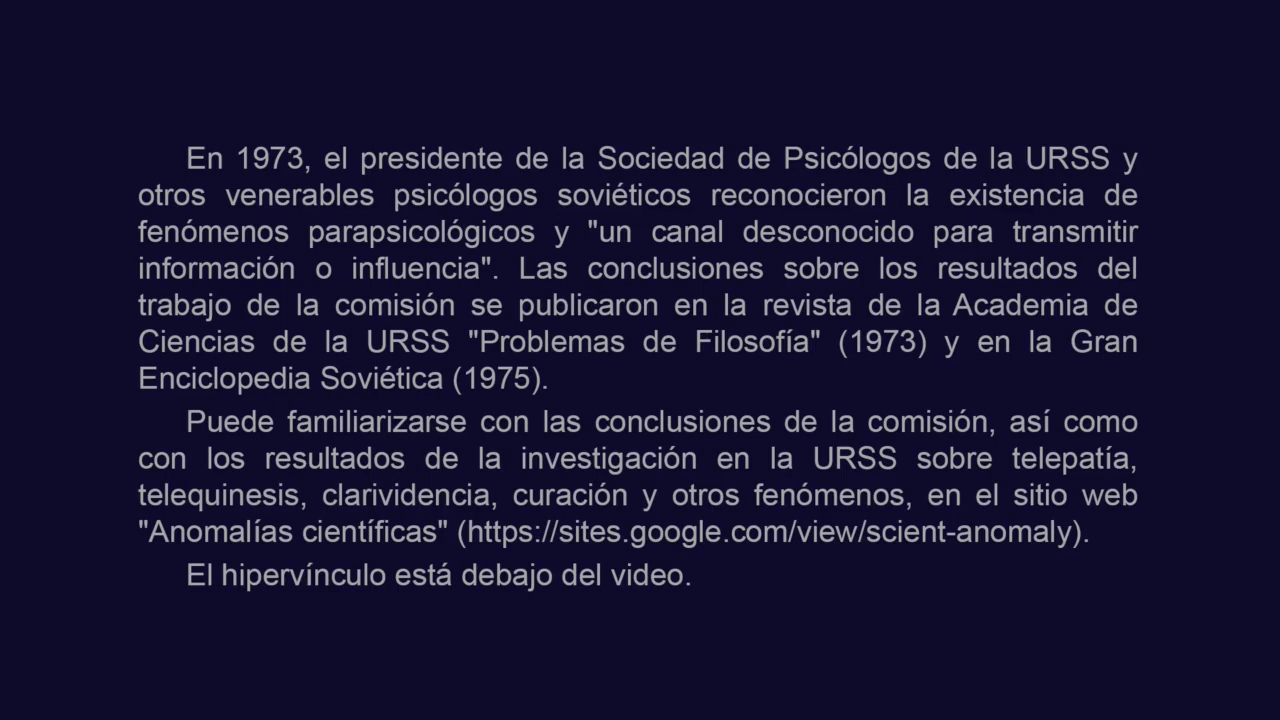 En 1973, el presidente de la Sociedad de Psicólogos de la URSS y
otros venerables psicólogos soviéticos reconocieron la existencia de
fenómenos parapsicológicos y "un canal desconocido para transmitir
información o influencia". Las conclusiones sobre los resultados del
trabajo de la comisión se publicaron en la revista de la Academia de
Ciencias de la URSS "Problemas de Filosofía" (1973) y en la Gran
Enciclopedia Soviética (1975).
Puede familiarizarse con las conclusiones de la comisión, así como
con los resultados de la investigación en la URSS sobre telepatía,
telequinesis, clarividencia, curación y otros fenómenos, en el sitio web
"Anomalías científicas" (https://sites.google.com/view/scient-anomaly).
El hipervínculo está debajo del video.